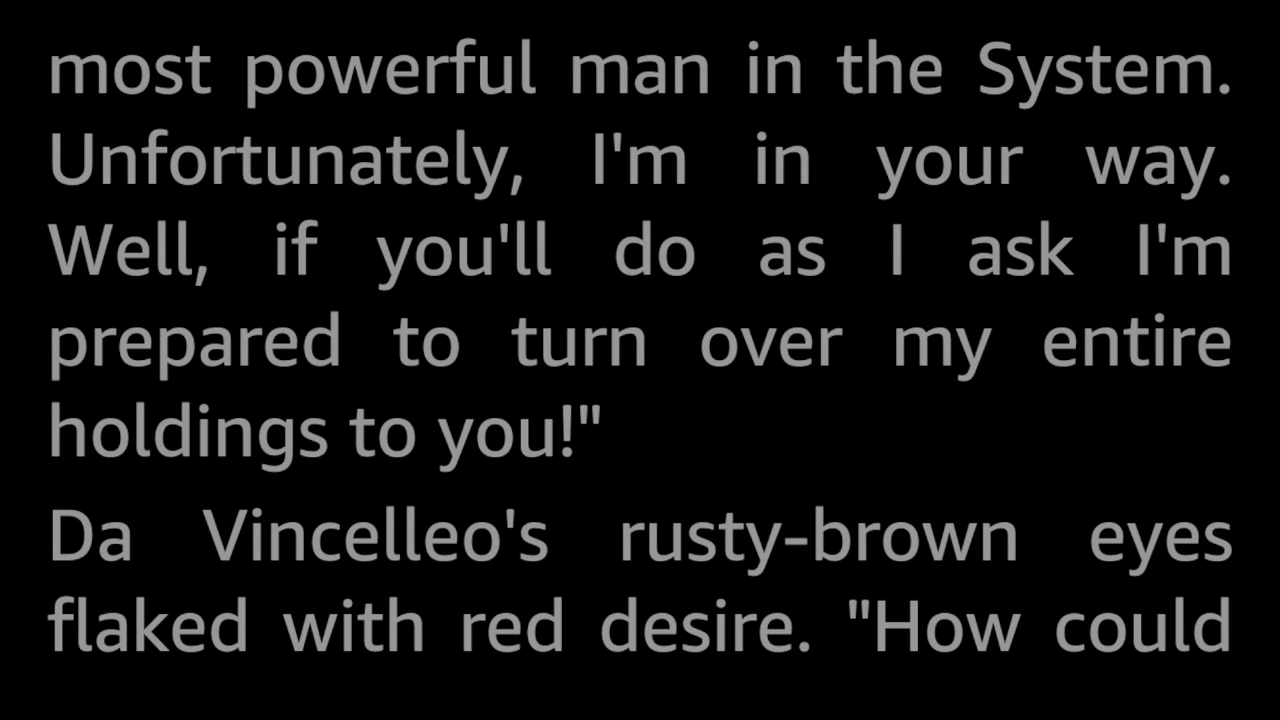 most powerful man in the System.
Unfortunately, I'm in your way.
Well, if you'll do as I ask I'm
prepared to turn over my entire
holdings to you!"
Da Vincelleo's rusty-brown eyes
flaked with red desire. "How could